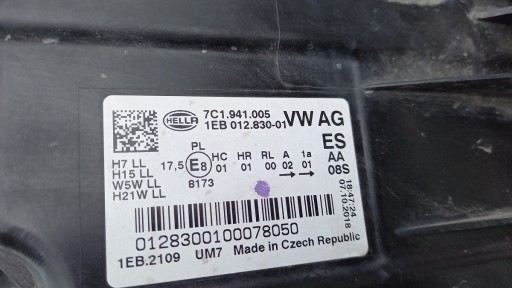 HELLA 7C1.941.005 VW AG
1EB 012.830-01
PL ES
H7 LL 17,5 E8 HC HR RL A 1a AA
H15 LL 01 01 00 02 01 08S
W5W LL 8173
H21W LL
18:47:24
07.10.2018
0128300100078050
1EB.2109 UM7 Made in Czech Republic